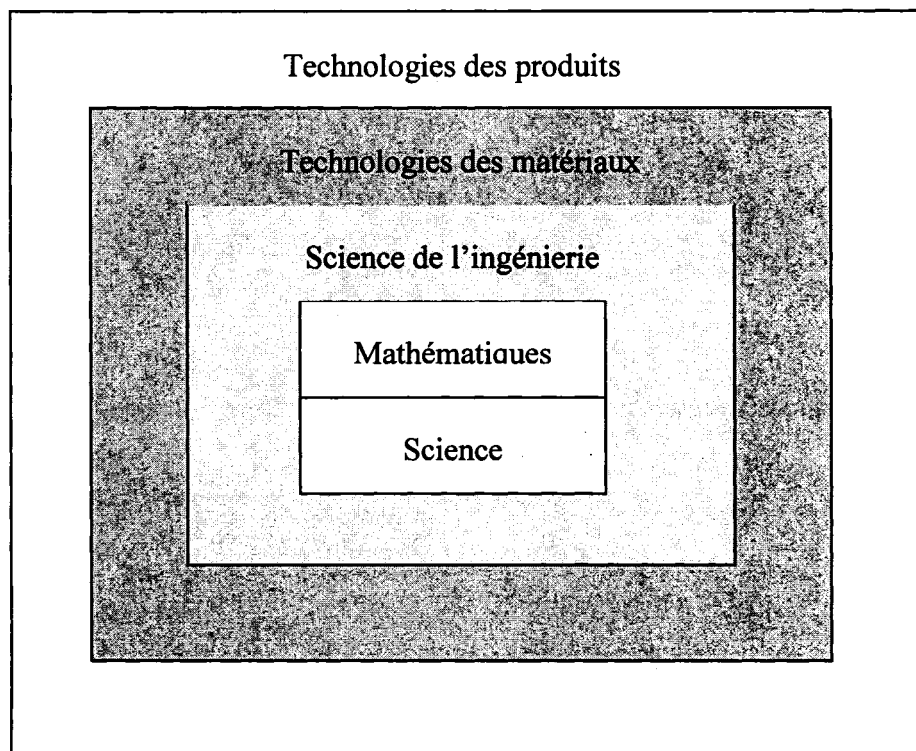 Technologies des produits
Technologies des matériaux
Science de l'ingénierie
Mathématiques
Science